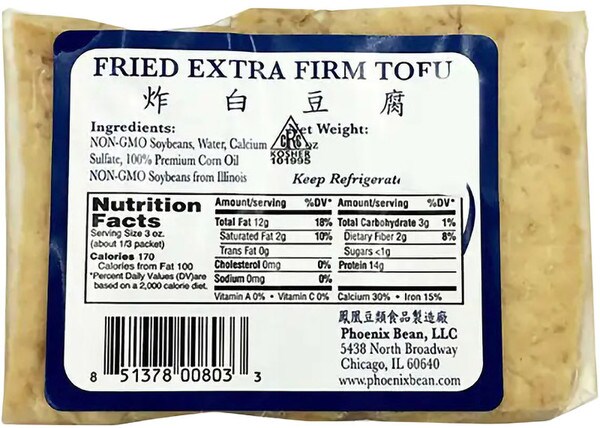 FRIED EXTRA FIRM TOFU
炸 白 豆 腐
Ingredients:
NON-GMO Soybeans, Water, Calcium
Sulfate, 100% Premium Corn Oil
NON-GMO Soybeans from Illinois
et Weight:
oz
CRC
KOSHER
Keep Refrigerate
Nutrition
Facts
Serving Size 3 oz.
(about 1/3 packet)
Calories 170
Calories from Fat 100
*Percent Daily Values (DV)are
based on a 2,000 calorie diet.
Amount/serving %DV*
Total Fat 12g 18%
Saturated Fat 2g 10%
Trans Fat 0g
Cholesterol 0mg 0%
Sodium 0mg 0%
Amount/serving %DV*
Total Carbohydrate 3g 1%
Dietary Fiber 2g 8%
Sugars <1g
Protein 14g
Vitamin A 0% • Vitamin C 0% Calcium 30% • Iron 15%
8 51378 00803 3
鳳凰豆類食品製造廠
Phoenix Bean, LLC
5438 North Broadway
Chicago, IL 60640
www.phoenixbean.com